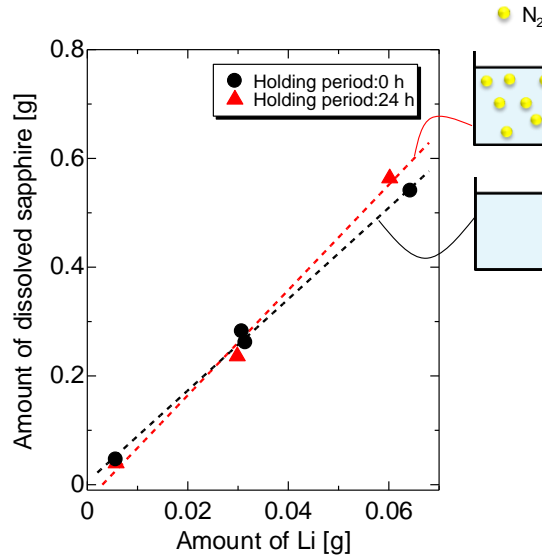 N2
0.8
Holding period:0 h
Holding period:24 h
0.6
0.4
0.2
0
0
0.02
0.04
0.06
Amount of dissolved sapphire [g]
Amount of Li [g]